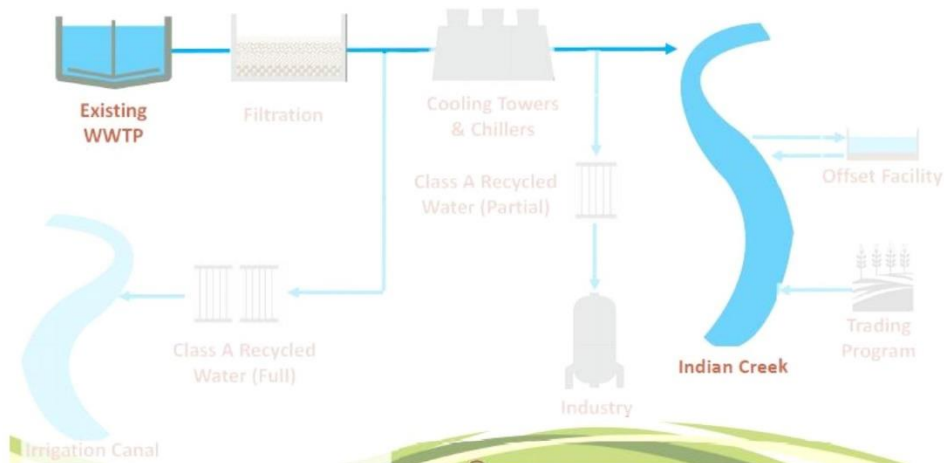 Existing
WWTP
Filtration
Cooling Towers
& Chillers
Class A Recycled
Water (Partial)
Offset Facility
Class A Recycled
Water (Full)
Industry
Indian Creek
Trading
Program
Irrigation Canal